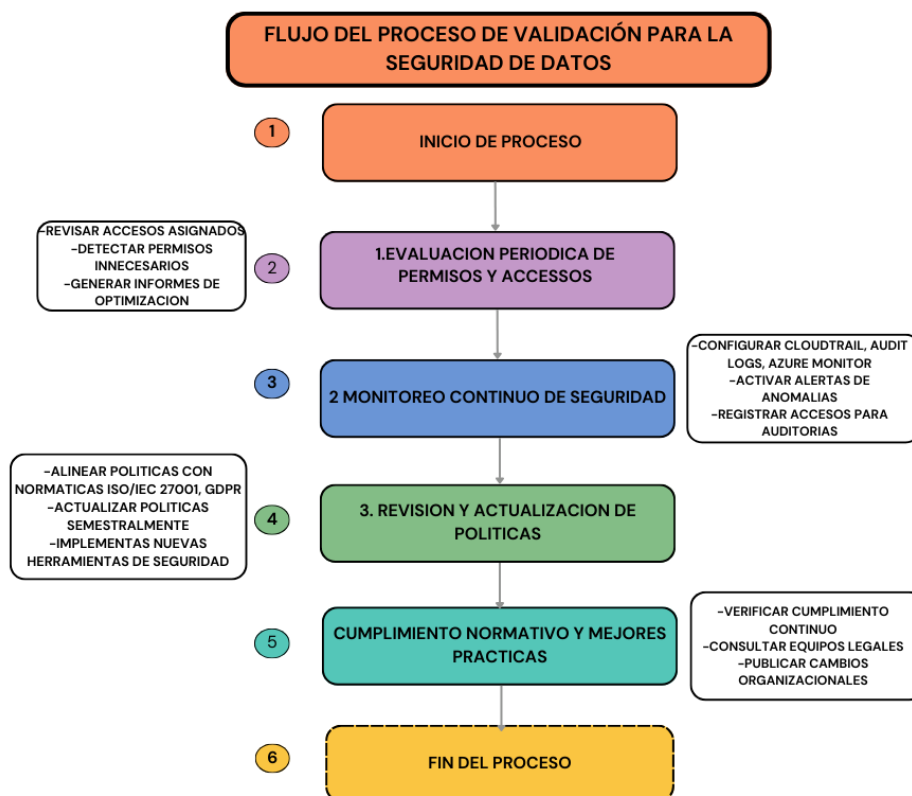 FLUJO DEL PROCESO DE VALIDACIÓN PARA LA
SEGURIDAD DE DATOS
1
INICIO DE PROCESO
-REVISAR ACCESOS ASIGNADOS
-DETECTAR PERMISOS
INNECESARIOS
-GENERAR INFORMES DE
OPTIMIZACION
2
1.EVALUACION PERIODICA DE
PERMISOS Y ACCESSOS
3
2 MONITOREO CONTINUO DE SEGURIDAD
-CONFIGURAR CLOUDTRAIL, AUDIT
LOGS, AZURE MONITOR
-ACTIVAR ALERTAS DE
ANOMALIAS
-REGISTRAR ACCESOS PARA
AUDITORIAS
-ALINEAR POLITICAS CON
NORMATICAS ISO/IEC 27001, GDPR
-ACTUALIZAR POLITICAS
SEMESTRALMENTE
-IMPLEMENTAS NUEVAS
HERRAMIENTAS DE SEGURIDAD
4
3. REVISION Y ACTUALIZACION DE
POLITICAS
5
CUMPLIMIENTO NORMATIVO Y MEJORES
PRACTICAS
-VERIFICAR CUMPLIMIENTO
CONTINUO
-CONSULTAR EQUIPOS LEGALES
-PUBLICAR CAMBIOS
ORGANIZACIONALES
6
FIN DEL PROCESO